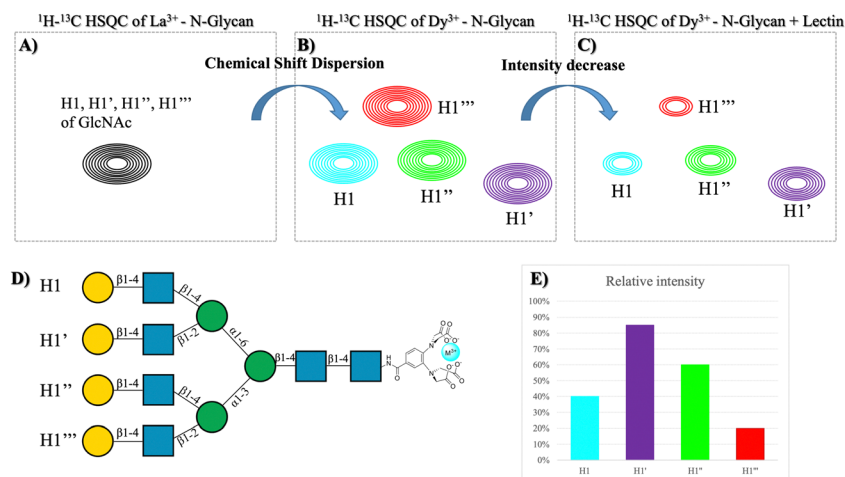 ¹H-¹³C HSQC of La³⁺ - N-Glycan
¹H-¹³C HSQC of Dy³⁺ - N-Glycan
¹H-¹³C HSQC of Dy³⁺ - N-Glycan + Lectin
A)
B)
C)
Chemical Shift Dispersion
Intensity decrease
H1, H1’, H1’’, H1’’’
of GlcNAc
H1’’’
H1
H1’’
H1’
H1’’’
H1
H1’’
H1’
D)
H1
β1-4
β1-4
H1’
β1-4
β1-2
α1-6
β1-4
β1-4
H1’’
β1-4
β1-4
α1-3
H1’’’
β1-4
β1-2
HN
O
N
O
O
O⁻
O
O⁻
M³⁺
N
O⁻
O
O⁻
O
E)
Relative intensity
100%
90%
80%
70%
60%
50%
40%
30%
20%
10%
0%
H1
H1'
H1''
H1'''